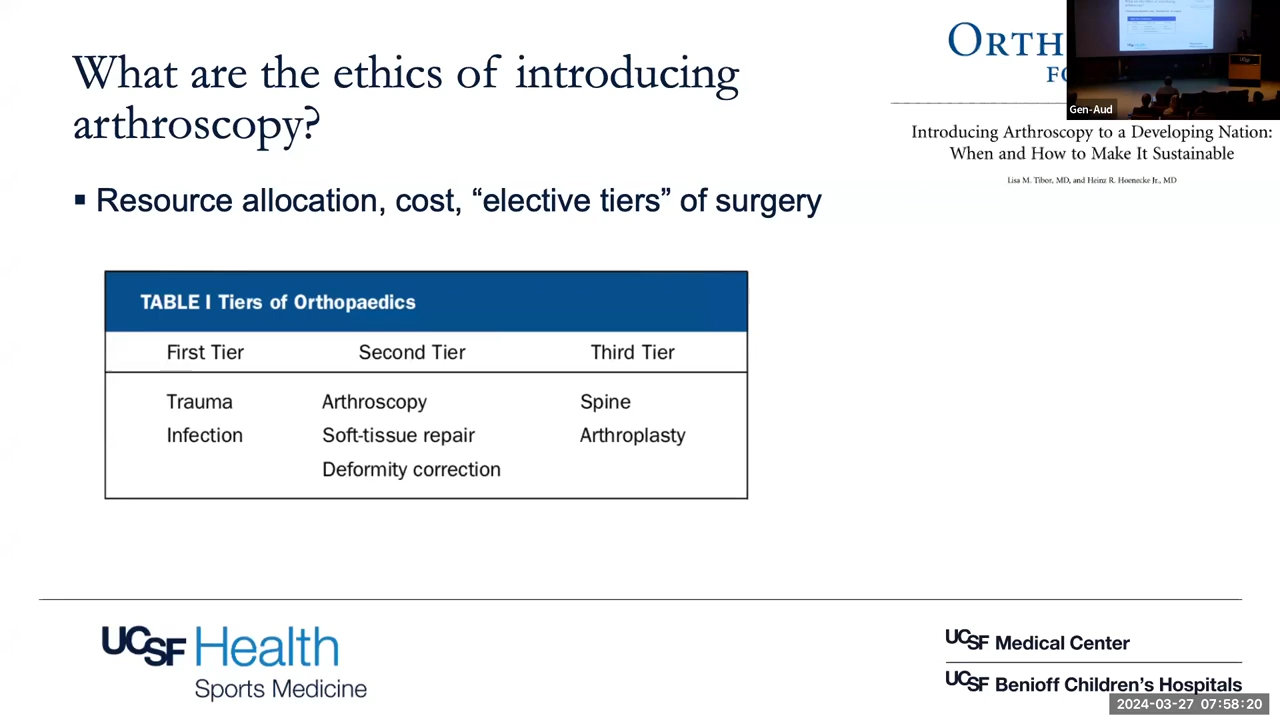 What are the ethics of introducing
arthroscopy?
▪ Resource allocation, cost, “elective tiers” of surgery
ORTH
FO
Gen-Aud
Introducing Arthroscopy to a Developing Nation:
When and How to Make It Sustainable
Lisa M. Tibor, MD, and Heinz R. Hoenecke Jr., MD
TABLE I Tiers of Orthopaedics
First Tier Second Tier Third Tier
Trauma Arthroscopy Spine
Infection Soft-tissue repair Arthroplasty
Deformity correction
UCSF Health
Sports Medicine
UCSF Medical Center
UCSF Benioff Children’s Hospitals
2024-03-27 07:58:20